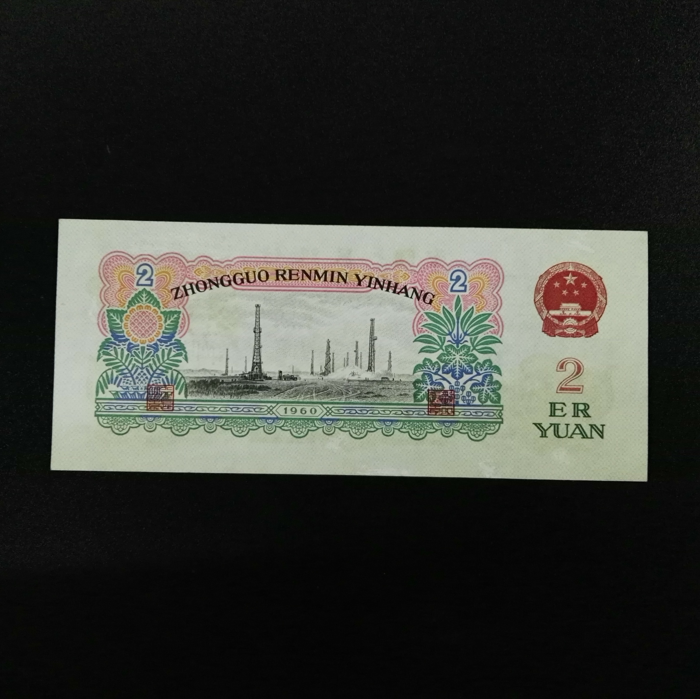 2
2
ZHONGGUO RENMIN YINHANG
1960
2
ER
YUAN